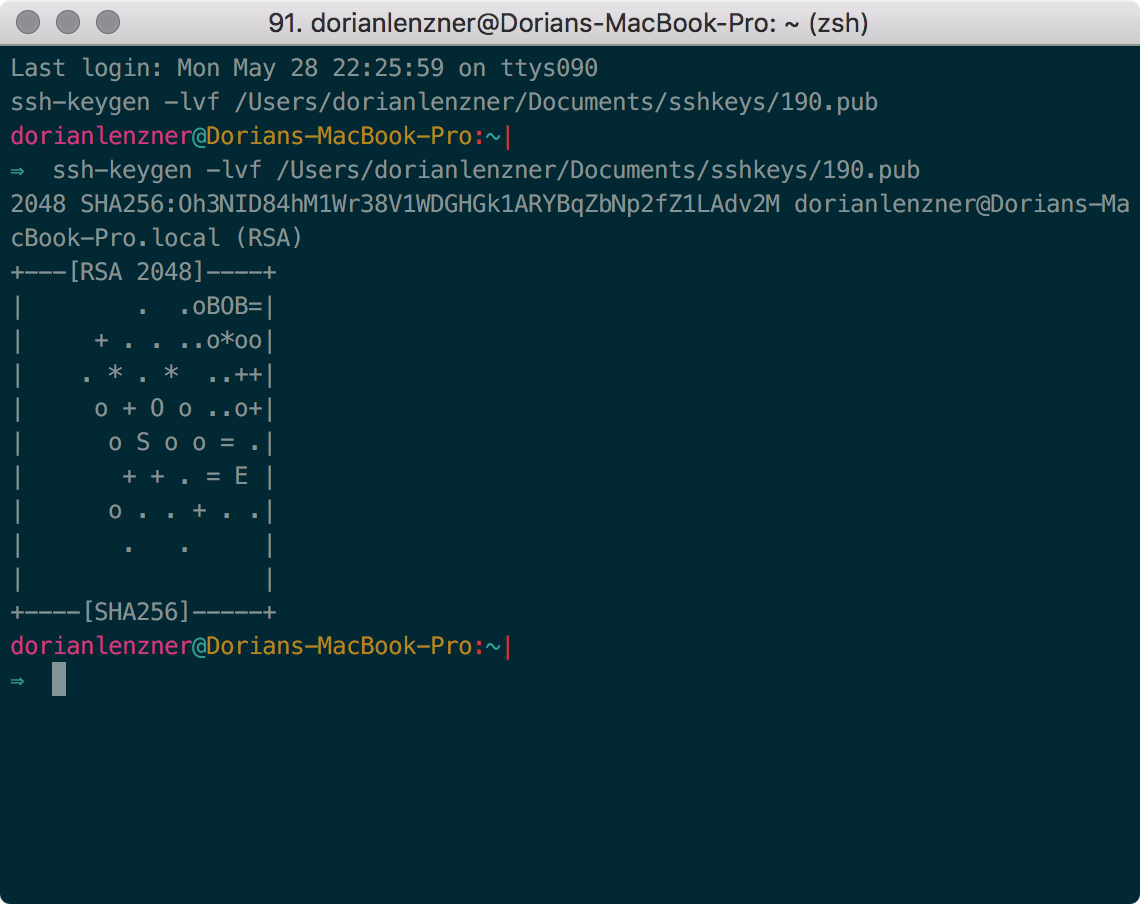 91. dorianlenzner@Dorians-MacBook-Pro: ~ (zsh)
Last login: Mon May 28 22:25:59 on ttys090
ssh-keygen -lvf /Users/dorianlenzner/Documents/sshkeys/190.pub
dorianlenzner@Dorians-MacBook-Pro:~|
⇒  ssh-keygen -lvf /Users/dorianlenzner/Documents/sshkeys/190.pub
2048 SHA256:Oh3NID84hM1Wr38V1WDGHGk1ARYBqZbNp2fZ1LAdv2M dorianlenzner@Dorians-Ma
cBook-Pro.local (RSA)
+---[RSA 2048]----+
|        .  .oBOB=|
|     + . . ..o*oo|
|    . * . *  ..++|
|     o + O o ..o+|
|      o S o o = .|
|       + + . = E |
|      o . . + . .|
|       .   .     |
|                 |
+----[SHA256]-----+
dorianlenzner@Dorians-MacBook-Pro:~|
⇒